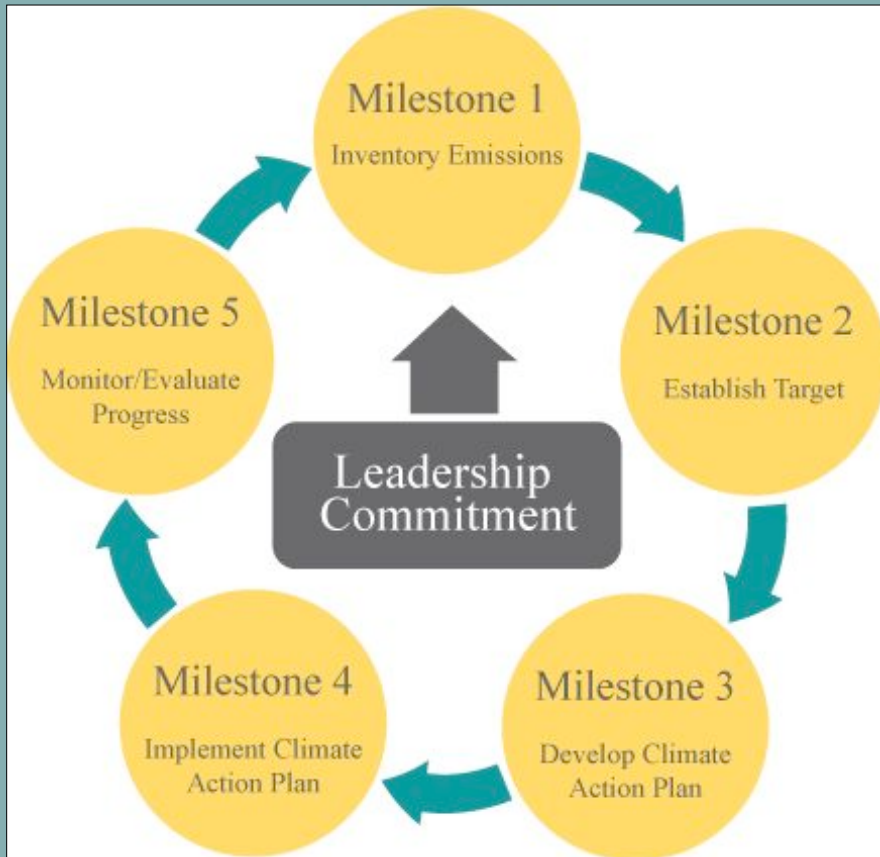 Milestone 1
Inventory Emissions
Milestone 2
Establish Target
Milestone 3
Develop Climate
Action Plan
Milestone 4
Implement Climate
Action Plan
Milestone 5
Monitor/Evaluate
Progress
Leadership
Commitment